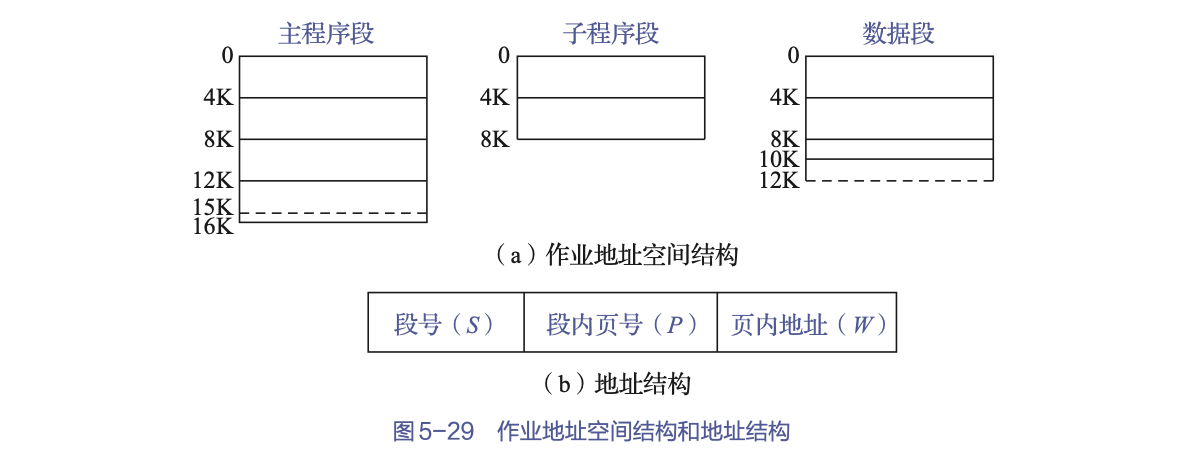 主程序段 子程序段 数据段
0 0 0
4K 4K 4K
8K 8K 8K
10K
12K 12K
15K
16K
（a）作业地址空间结构
段号（S） 段内页号（P） 页内地址（W）
（b）地址结构
图5-29 作业地址空间结构和地址结构